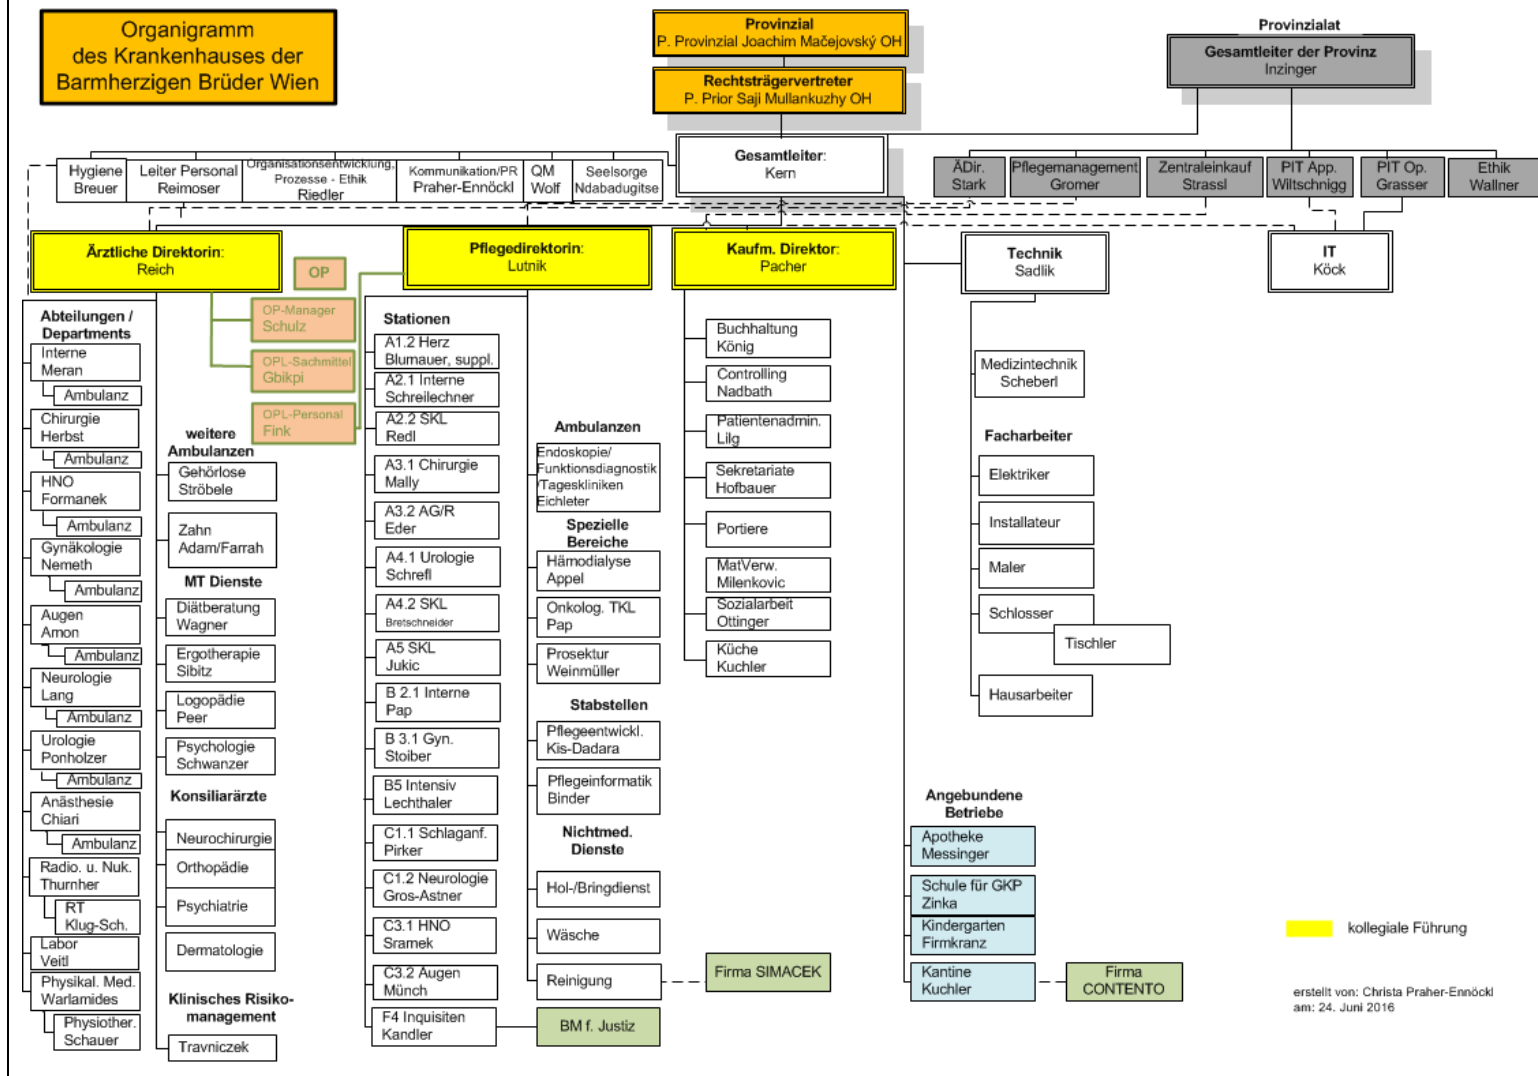 Organigramm
des Krankenhauses der
Barmherzigen Brüder Wien
Provinzial
P. Provinzial Joachim Mačejovský OH
Rechtsträgervertreter
P. Prior Saji Mullankuzhy OH
Provinzialat
Gesamtleiter der Provinz
Inzinger
Gesamtleiter:
Kern
Hygiene
Breuer
Leiter Personal
Reimoser
Organisationsentwicklung,
Prozesse - Ethik
Riedler
Kommunikation/PR
Praher-Ennöckl
QM
Wolf
Seelsorge
Ndabadugitse
ÄDir.
Stark
Pflegemanagement
Gromer
Zentraleinkauf
Strassl
PIT App.
Wiltschnigg
PIT Op.
Grasser
Ethik
Wallner
Ärztliche Direktorin:
Reich
OP
Pflegedirektorin:
Lutnik
Kaufm. Direktor:
Pacher
Technik
Sadlik
IT
Köck
OP-Manager
Schulz
OPL-Sachmittel
Gbikpi
OPL-Personal
Fink
Abteilungen /
Departments
Interne
Meran
Ambulanz
Chirurgie
Herbst
Ambulanz
HNO
Formanek
Ambulanz
Gynäkologie
Nemeth
Ambulanz
Augen
Amon
Ambulanz
Neurologie
Lang
Ambulanz
Urologie
Ponholzer
Ambulanz
Anästhesie
Chiari
Ambulanz
Radio. u. Nuk.
Thurnher
RT
Klug-Sch.
Labor
Veitl
Physikal. Med.
Warlamides
Physiother.
Schauer
weitere
Ambulanzen
Gehörlose
Ströbele
Zahn
Adam/Farrah
MT Dienste
Diätberatung
Wagner
Ergotherapie
Sibitz
Logopädie
Peer
Psychologie
Schwanzer
Konsiliarärzte
Neurochirurgie
Orthopädie
Psychiatrie
Dermatologie
Klinisches Risiko-
management
Travniczek
Stationen
A1.2 Herz
Blumauer, suppl.
A2.1 Interne
Schreilechner
A2.2 SKL
Redl
A3.1 Chirurgie
Mally
A3.2 AG/R
Eder
A4.1 Urologie
Schrefl
A4.2 SKL
Bretschneider
A5 SKL
Jukic
B 2.1 Interne
Pap
B 3.1 Gyn.
Stoiber
B5 Intensiv
Lechthaler
C1.1 Schlaganf.
Pirker
C1.2 Neurologie
Gros-Astner
C3.1 HNO
Sramek
C3.2 Augen
Münch
F4 Inquisiten
Kandler
Ambulanzen
Endoskopie/
Funktionsdiagnostik
/Tageskliniken
Eichleter
Spezielle
Bereiche
Hämodialyse
Appel
Onkolog. TKL
Pap
Prosektur
Weinmüller
Stabstellen
Pflegeentwickl.
Kis-Dadara
Pflegeinformatik
Binder
Nichtmed.
Dienste
Hol-/Bringdienst
Wäsche
Reinigung
BM f. Justiz
Firma SIMACEK
Buchhaltung
König
Controlling
Nadbath
Patientenadmin.
Lilg
Sekretariate
Hofbauer
Portiere
MatVerw.
Milenkovic
Sozialarbeit
Ottinger
Küche
Kuchler
Medizintechnik
Scheberl
Facharbeiter
Elektriker
Installateur
Maler
Schlosser
Tischler
Hausarbeiter
Angebundene
Betriebe
Apotheke
Messinger
Schule für GKP
Zinka
Kindergarten
Firmkranz
Kantine
Kuchler
Firma
CONTENTO
kollegiale Führung
erstellt von: Christa Praher-Ennöckl
am: 24. Juni 2016